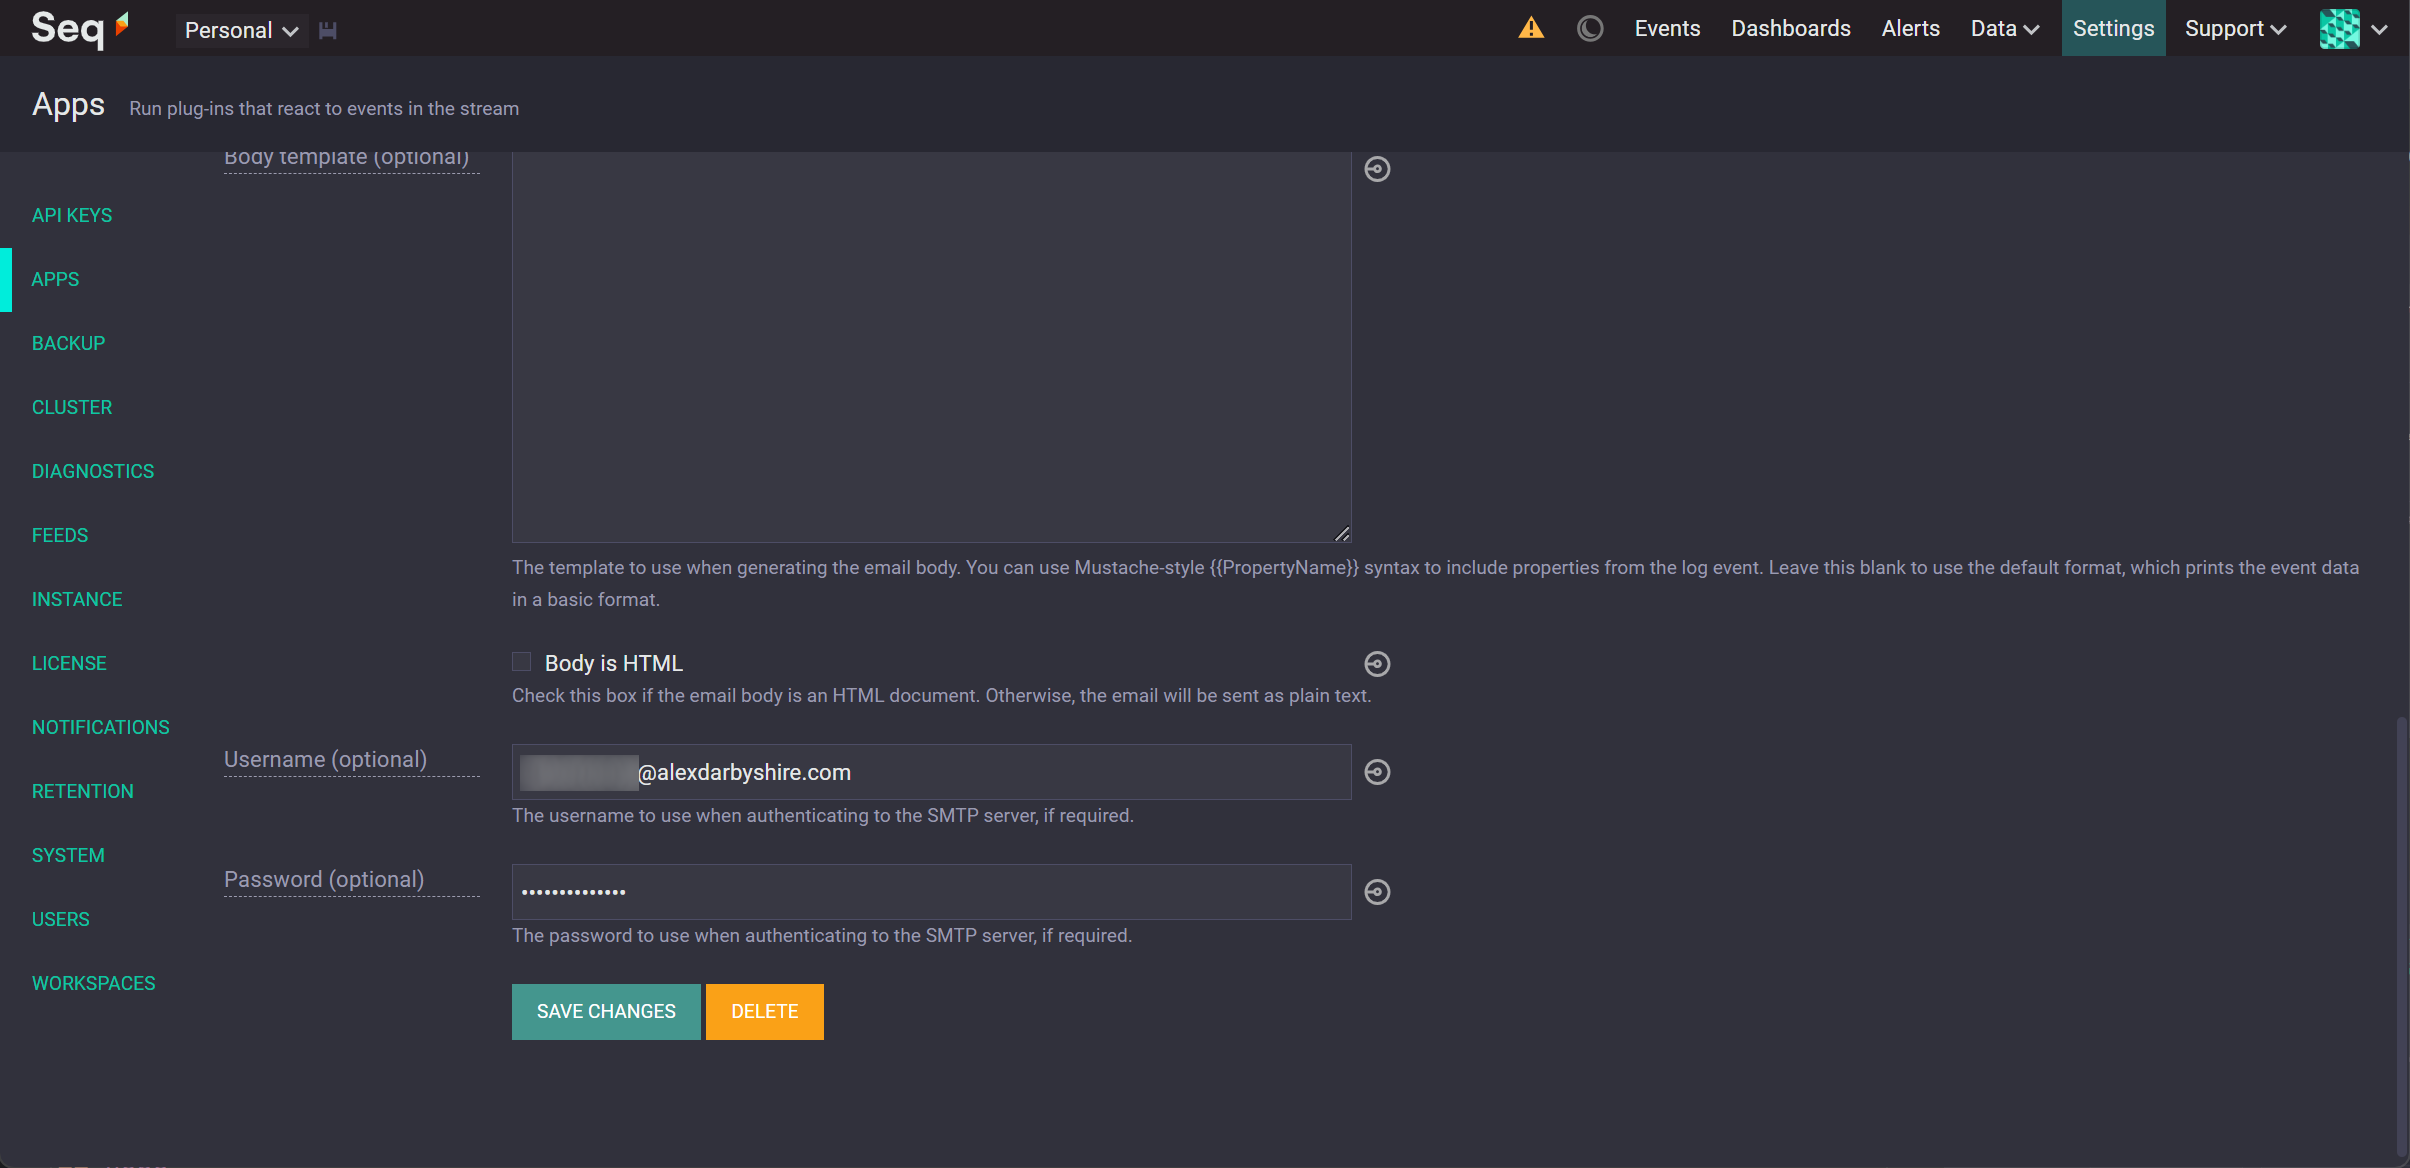 Seq
Personal
Events
Dashboards
Alerts
Data
Settings
Support
Apps
Run plug-ins that react to events in the stream
API KEYS
APPS
BACKUP
CLUSTER
DIAGNOSTICS
FEEDS
INSTANCE
LICENSE
NOTIFICATIONS
RETENTION
SYSTEM
USERS
WORKSPACES
Body template (optional)
The template to use when generating the email body. You can use Mustache-style {{PropertyName}} syntax to include properties from the log event. Leave this blank to use the default format, which prints the event data
in a basic format.
Body is HTML
Check this box if the email body is an HTML document. Otherwise, the email will be sent as plain text.
Username (optional)
@alexdarbyshire.com
The username to use when authenticating to the SMTP server, if required.
Password (optional)
••••••••••••••
The password to use when authenticating to the SMTP server, if required.
SAVE CHANGES
DELETE